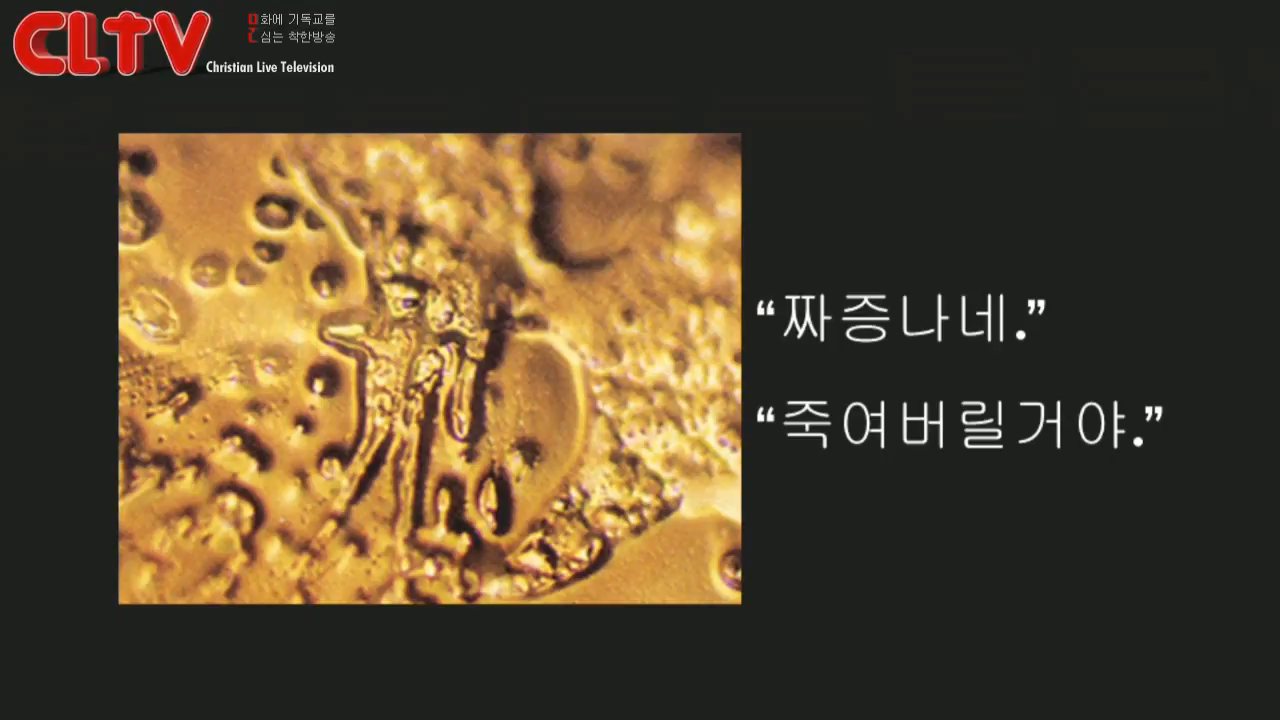 CLTV
문화에 기독교를
심는 착한방송
Christian Live Television
“짜증나네.”
“죽여버릴거야.”